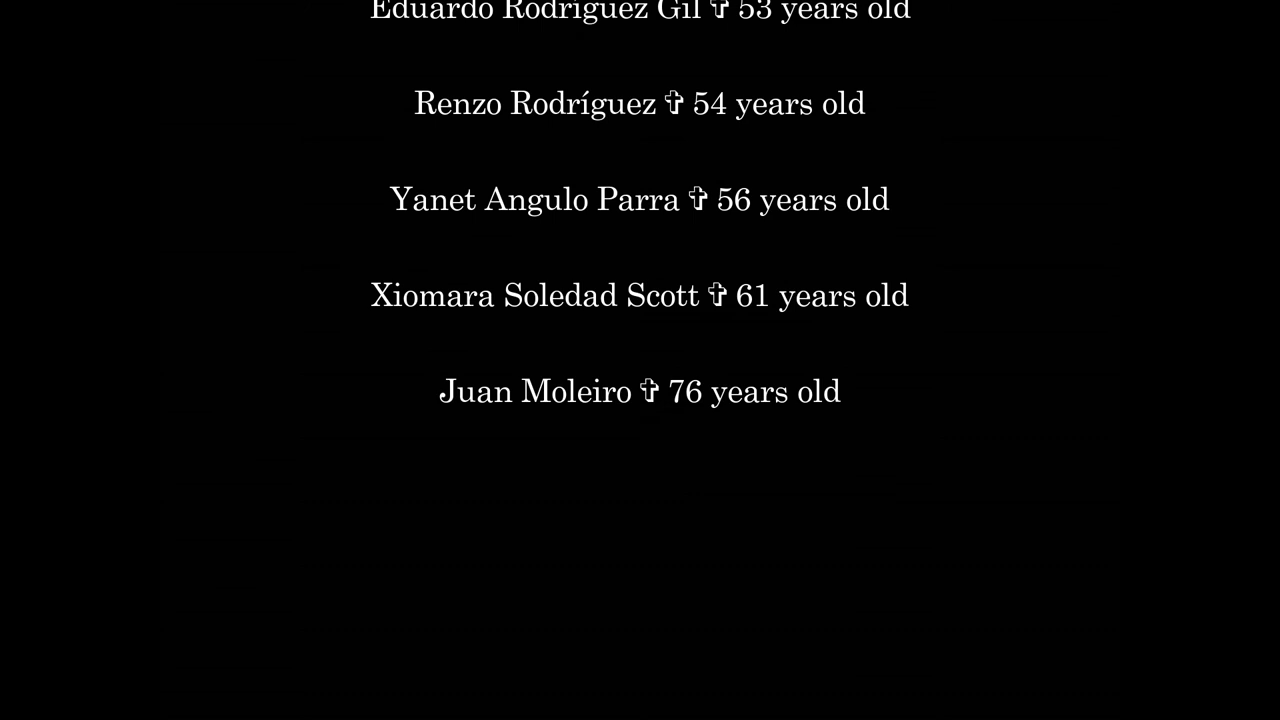 Eduardo Rodríguez Gil ✞ 53 years old
Renzo Rodríguez ✞ 54 years old
Yanet Angulo Parra ✞ 56 years old
Xiomara Soledad Scott ✞ 61 years old
Juan Moleiro ✞ 76 years old